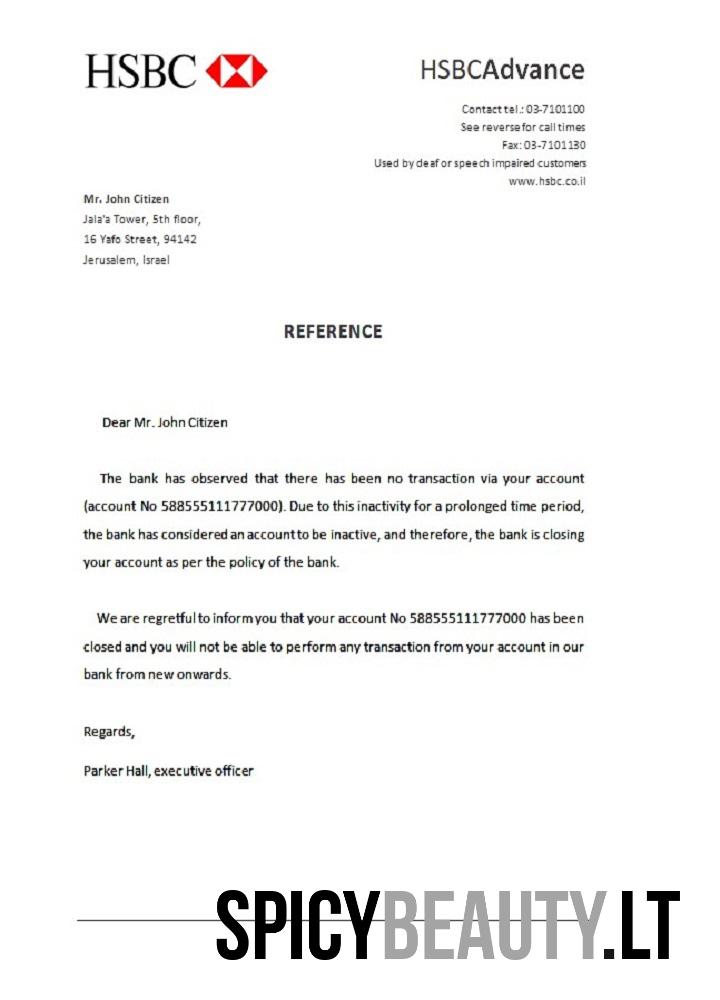 HSBC
HSBCAdvance
Contact tel.: 03-7101100
See reverse for call times
Fax: 03-7101130
Used by deaf or speech impaired customers
www.hsbc.co.il
Mr. John Citizen
Jala'a Tower, 5th floor,
16 Yafo Street, 94142
Jerusalem, Israel
REFERENCE
Dear Mr. John Citizen
The bank has observed that there has been no transaction via your account
(account No 588555111777000). Due to this inactivity for a prolonged time period,
the bank has considered an account to be inactive, and therefore, the bank is closing
your account as per the policy of the bank.
We are regretful to inform you that your account No 588555111777000 has been
closed and you will not be able to perform any transaction from your account in our
bank from new onwards.
Regards,
Parker Hall, executive officer
SPICYBEAUTY.LT